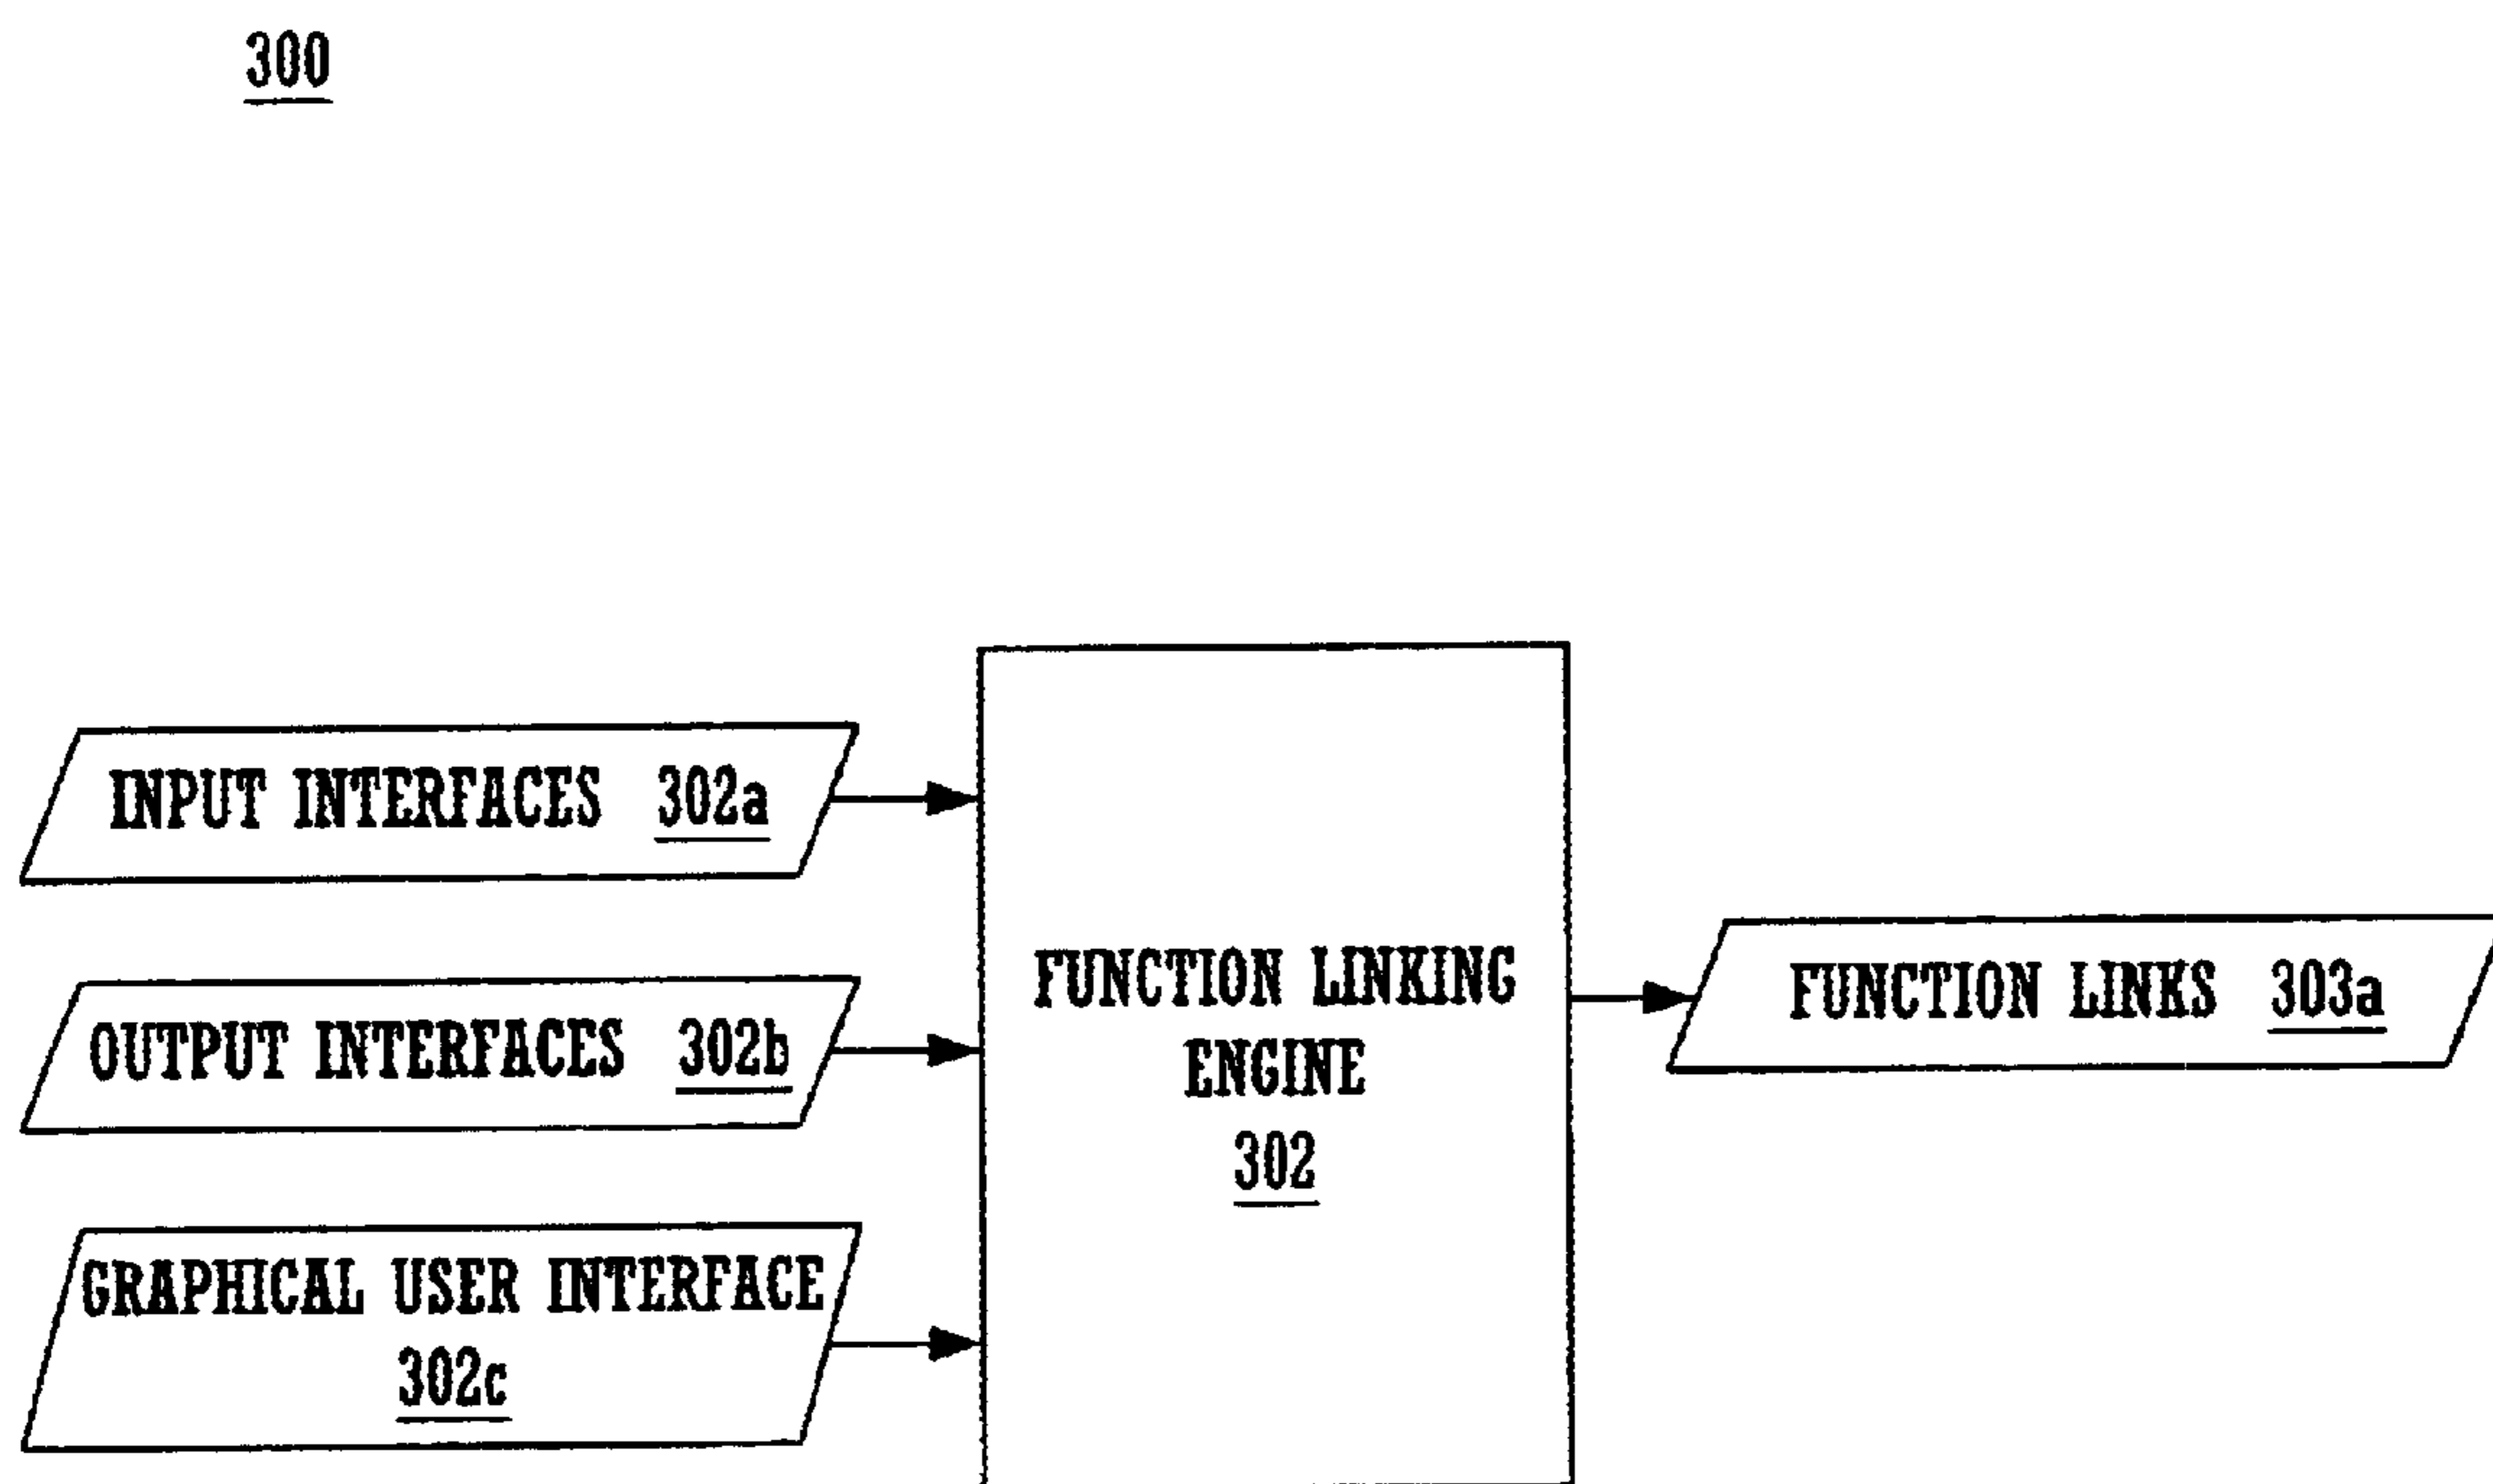 300
INPUT INTERFACES 302a
OUTPUT INTERFACES 302b
GRAPHICAL USER INTERFACE
302c
FUNCTION LINKING
ENGINE
302
FUNCTION LINKS 303a